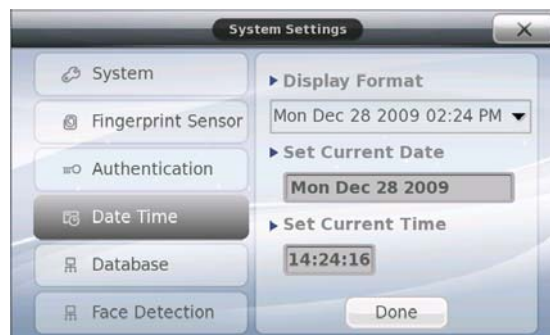 System Settings
System
Fingerprint Sensor
Authentication
Date Time
Database
Face Detection
Display Format
Mon Dec 28 2009 02:24 PM
Set Current Date
Mon Dec 28 2009
Set Current Time
14:24:16
Done